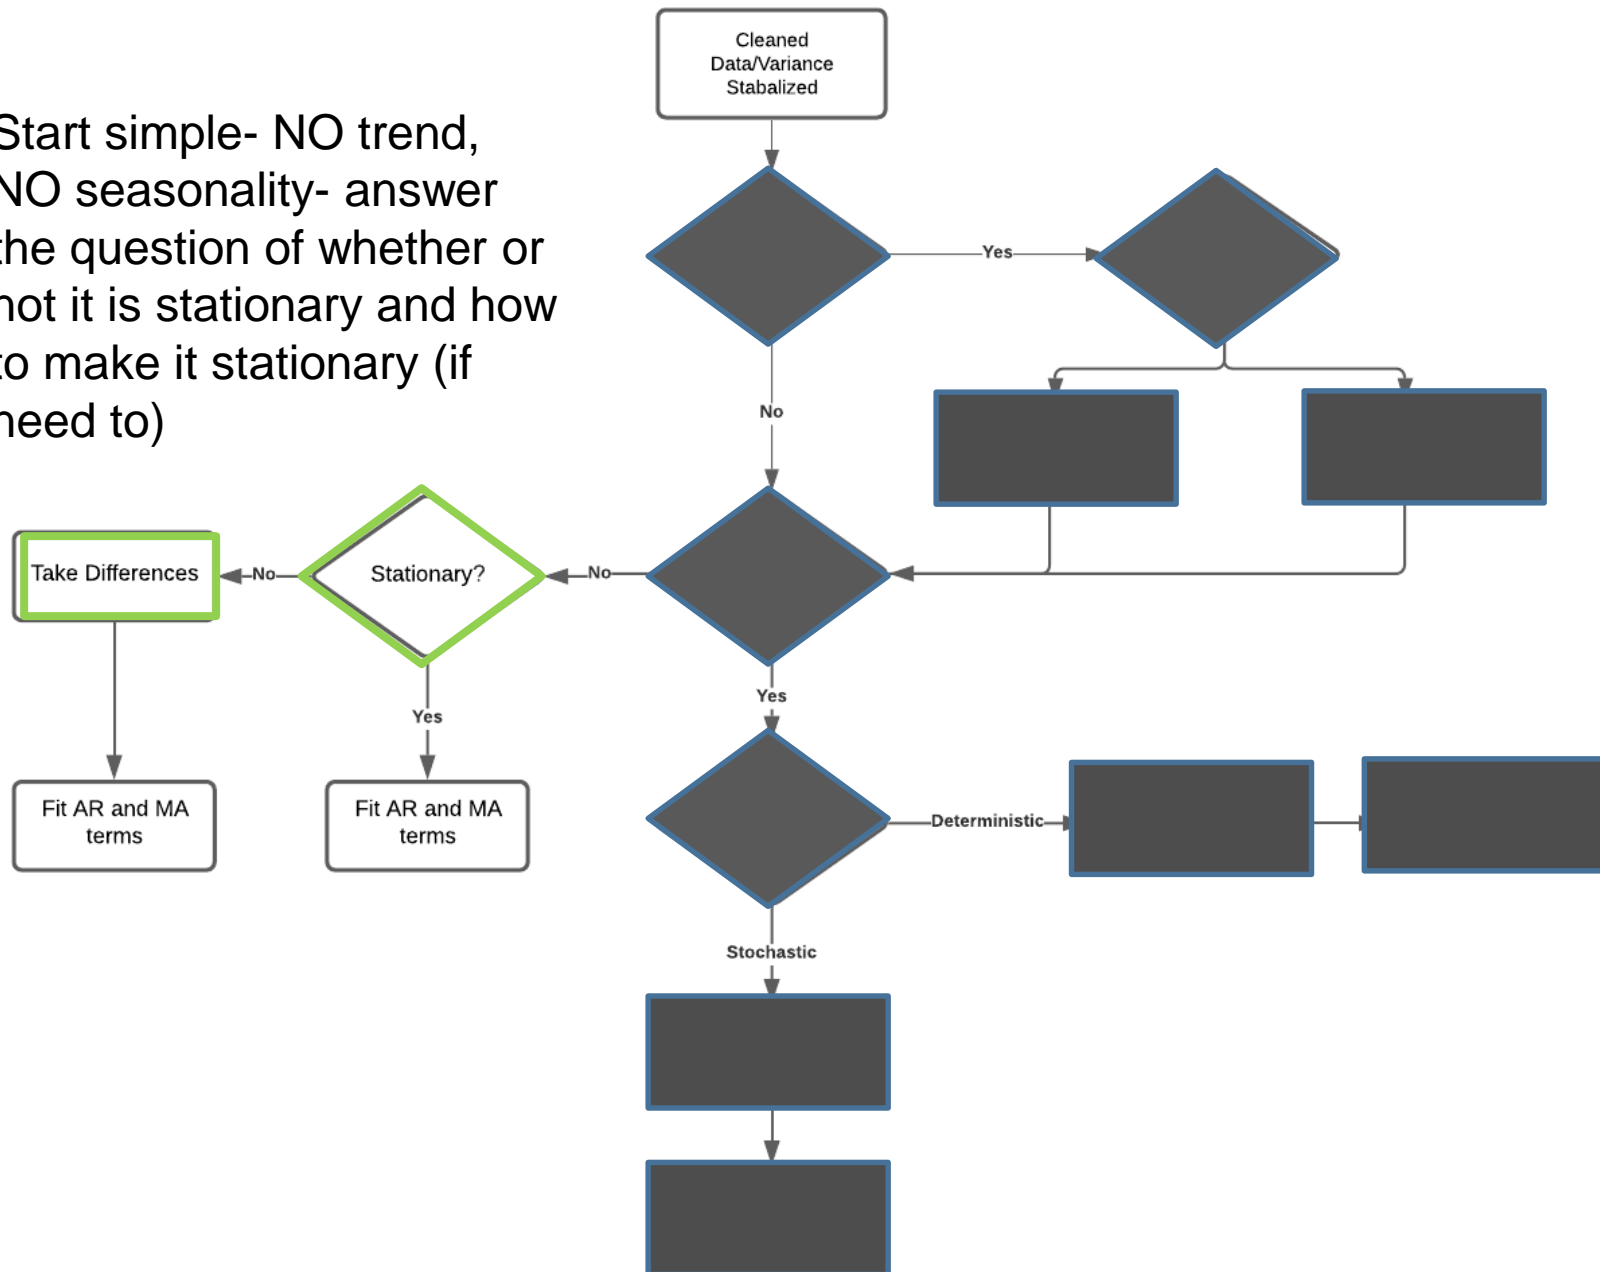 Cleaned
Data/Variance
Stabalized
Start simple- NO trend,
NO seasonality- answer
the question of whether or
not it is stationary and how
to make it stationary (if
need to)
Yes
No
Take Differences
No
Stationary?
No
Yes
Yes
Fit AR and MA
terms
Fit AR and MA
terms
Deterministic
Stochastic